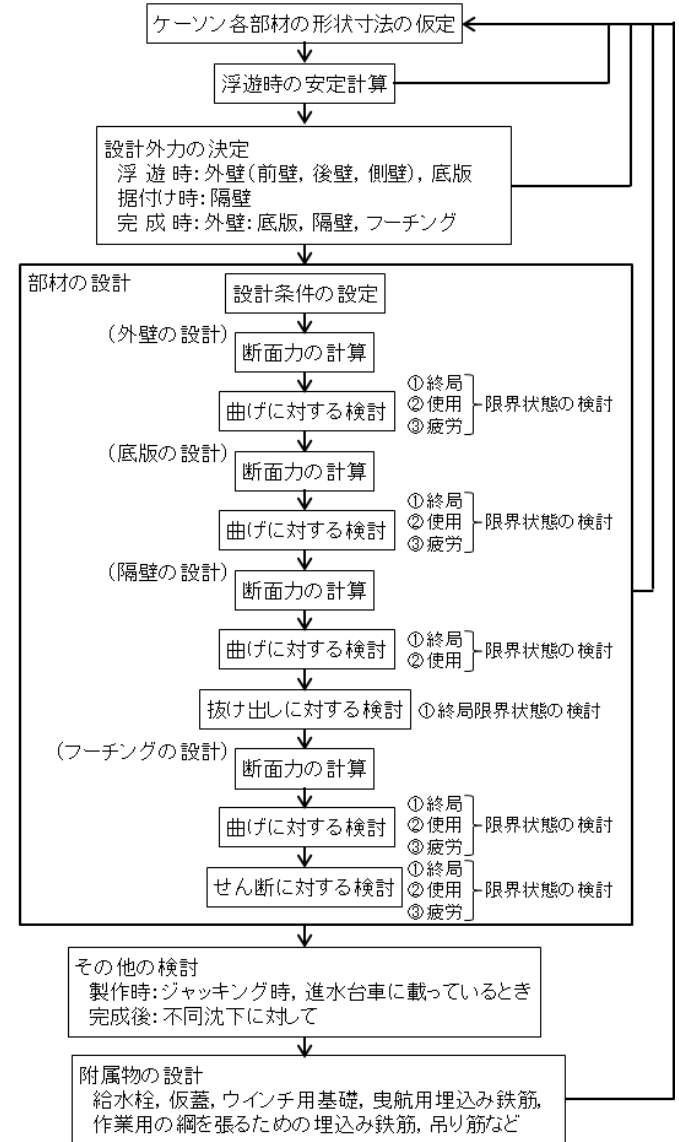 ケーソン各部材の形状寸法の仮定
浮遊時の安定計算
設計外力の決定
浮 遊 時：外壁（前壁，後壁，側壁），底版
据付け時：隔壁
完 成 時：外壁：底版，隔壁，フーチング
部材の設計
設計条件の設定
（外壁の設計）
断面力の計算
曲げに対する検討
①終局
②使用
③疲労
限界状態の検討
（底版の設計）
断面力の計算
曲げに対する検討
①終局
②使用
③疲労
限界状態の検討
（隔壁の設計）
断面力の計算
曲げに対する検討
①終局
②使用
限界状態の検討
抜け出しに対する検討
①終局限界状態の検討
（フーチングの設計）
断面力の計算
曲げに対する検討
①終局
②使用
③疲労
限界状態の検討
せん断に対する検討
①終局
②使用
③疲労
限界状態の検討
その他の検討
製作時：ジャッキング時，進水台車に載っているとき
完成後：不同沈下に対して
附属物の設計
給水栓，仮蓋，ウインチ用基礎，曳航用埋込み鉄筋，
作業用の綱を張るための埋込み鉄筋，吊り筋など